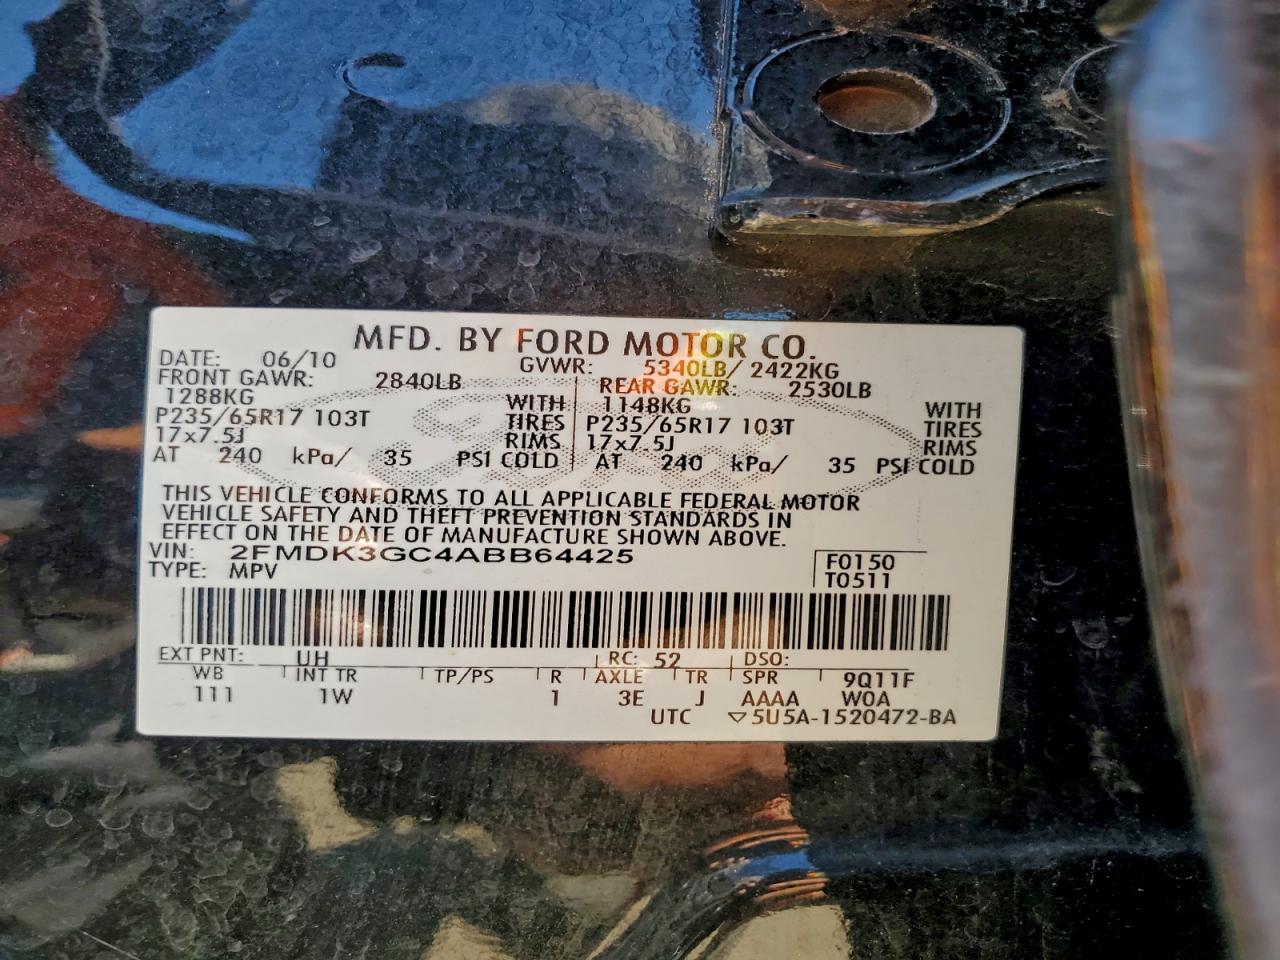 MFD. BY FORD MOTOR CO.
DATE: 06/10 GVWR: 5340LB/ 2422KG
FRONT GAWR: 2840LB REAR GAWR: 2530LB
1288KG WITH 1148KG WITH
P235/65R17 103T TIRES P235/65R17 103T TIRES
17x7.5J RIMS 17x7.5J RIMS
AT 240 kPa/ 35 PSI COLD AT 240 kPa/ 35 PSI COLD
THIS VEHICLE CONFORMS TO ALL APPLICABLE FEDERAL MOTOR
VEHICLE SAFETY AND THEFT PREVENTION STANDARDS IN
EFFECT ON THE DATE OF MANUFACTURE SHOWN ABOVE.
VIN: 2FMDK3GC4ABB64425 F0150
TYPE: MPV T0511
EXT PNT: UH RC: 52 DSO:
WB INT TR TP/PS R AXLE TR SPR 9Q11F
111 1W 1 3E J AAAA W0A
UTC ▽5U5A-1520472-BA